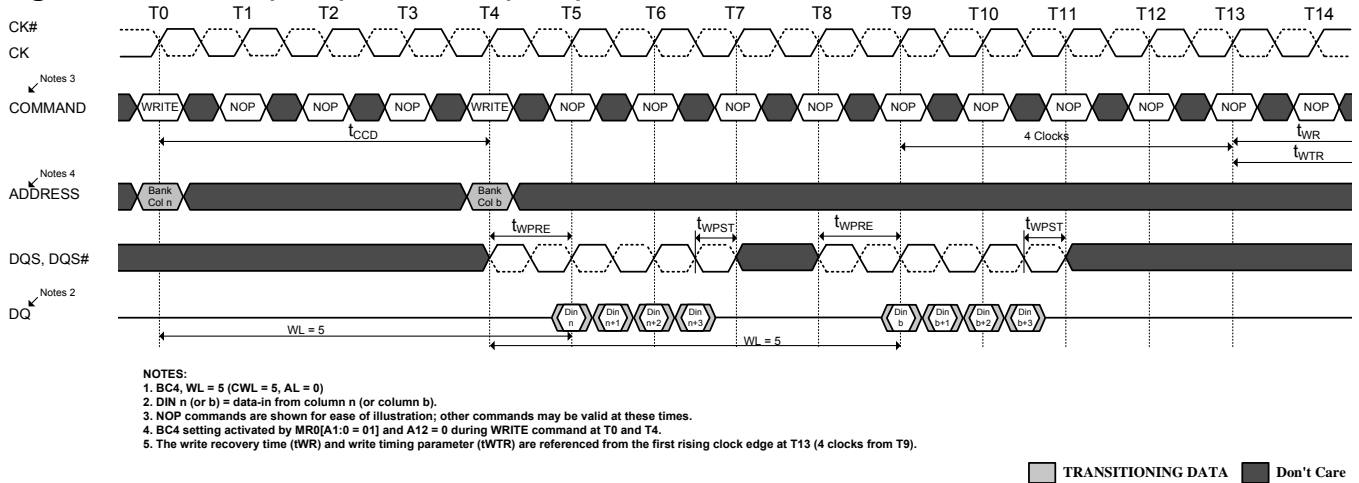 T0 T1 T2 T3 T4 T5 T6 T7 T8 T9 T10 T11 T12 T13 T14
CK#
CK
Notes 3
COMMAND
WRITE NOP NOP NOP WRITE NOP NOP NOP NOP NOP NOP NOP NOP NOP NOP
tCCD
4 Clocks
tWR
tWTR
Notes 4
ADDRESS
Bank
Col n
Bank
Col b
tWPRE
tWPST
tWPRE
tWPST
DQS, DQS#
Notes 2
DQ
Din
n
Din
n+1
Din
n+2
Din
n+3
Din
b
Din
b+1
Din
b+2
Din
b+3
WL = 5
WL = 5
NOTES:
1. BC4, WL = 5 (CWL = 5, AL = 0)
2. DIN n (or b) = data-in from column n (or column b).
3. NOP commands are shown for ease of illustration; other commands may be valid at these times.
4. BC4 setting activated by MR0[A1:0 = 01] and A12 = 0 during WRITE command at T0 and T4.
5. The write recovery time (tWR) and write timing parameter (tWTR) are referenced from the first rising clock edge at T13 (4 clocks from T9).
TRANSITIONING DATA
Don't Care